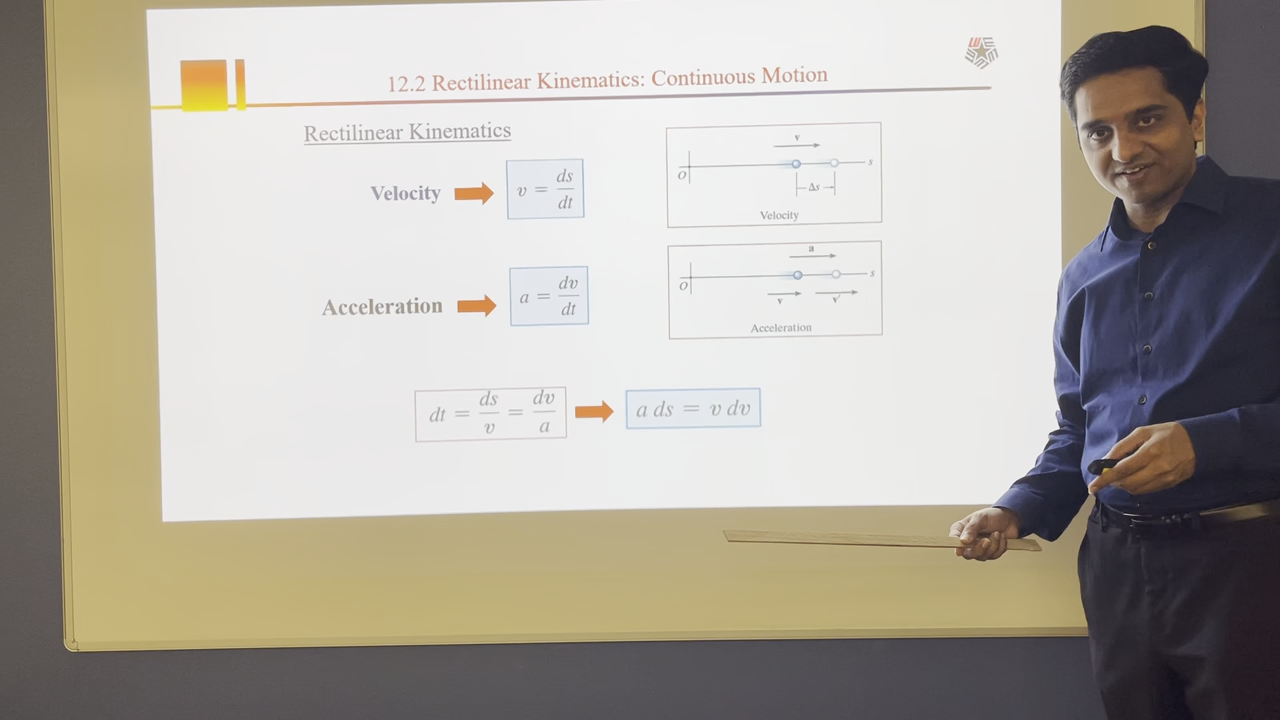 12.2 Rectilinear Kinematics: Continuous Motion
Rectilinear Kinematics
Velocity
v = ds/dt
v
O
s
Δs
Velocity
Acceleration
a = dv/dt
a
O
s
v
v'
Acceleration
dt = ds/v = dv/a
a ds = v dv